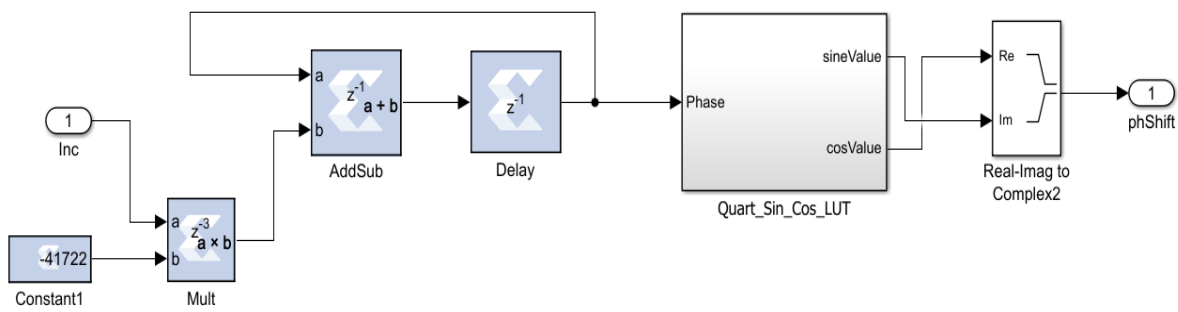 a
b
z-1
a + b
AddSub
z-1
Delay
Phase
sineValue
cosValue
Quart_Sin_Cos_LUT
Re
Im
Real-Imag to
Complex2
1
phShift
1
Inc
a
b
z-3
a × b
Mult
-41722
Constant1